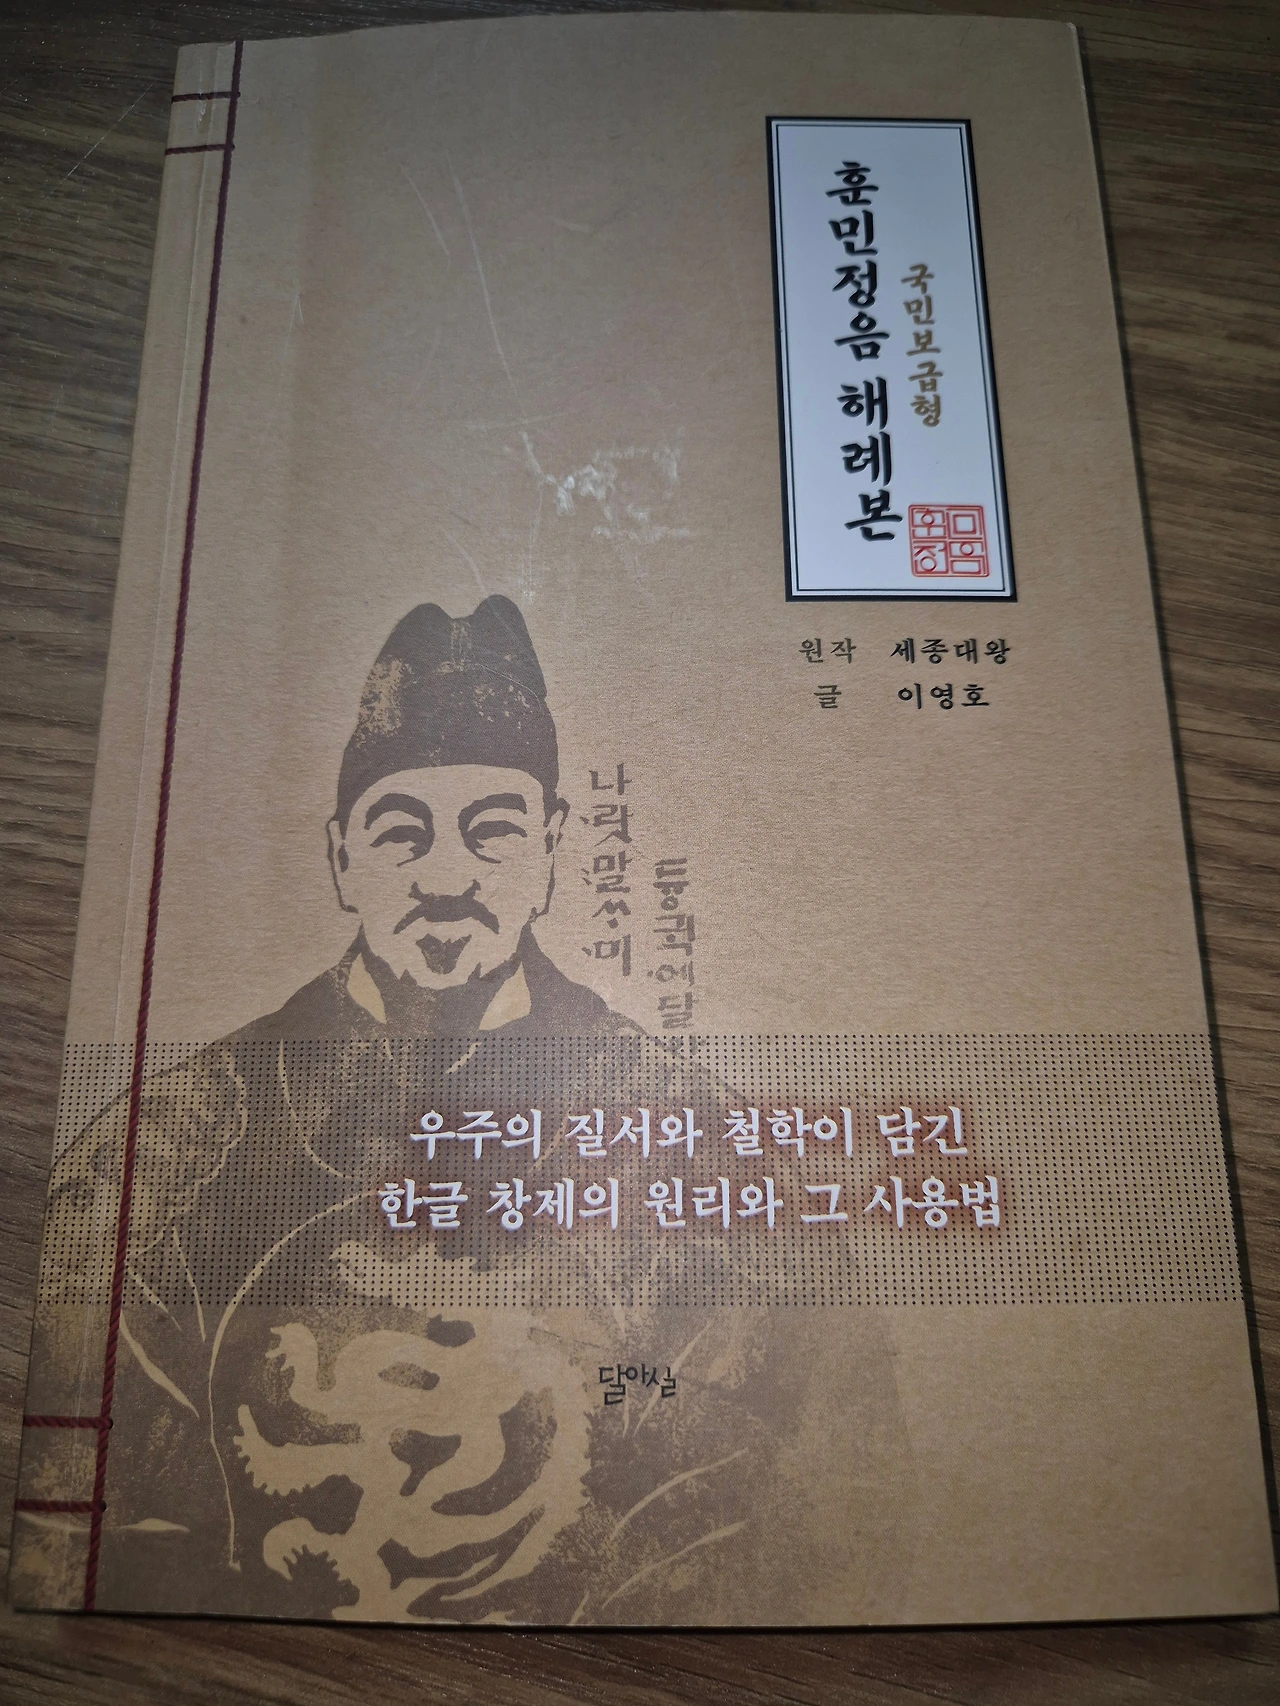 국민보급형
훈민정음 해례본
훈민정음
원작 세종대왕
글 이영호
나랏말ᄊᆞ미
듕귁에달
우주의 질서와 철학이 담긴
한글 창제의 원리와 그 사용법
달아실